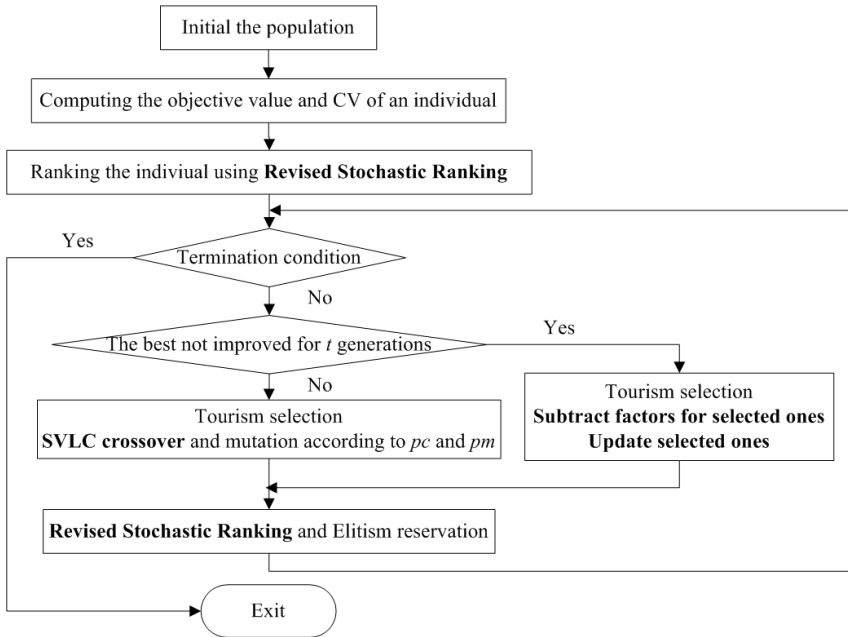 Initial the population
Computing the objective value and CV of an individual
Ranking the indiviual using Revised Stochastic Ranking
Yes
Termination condition
No
Yes
The best not improved for t generations
No
Tourism selection
SVLC crossover and mutation according to pc and pm
Tourism selection
Subtract factors for selected ones
Update selected ones
Revised Stochastic Ranking and Elitism reservation
Exit